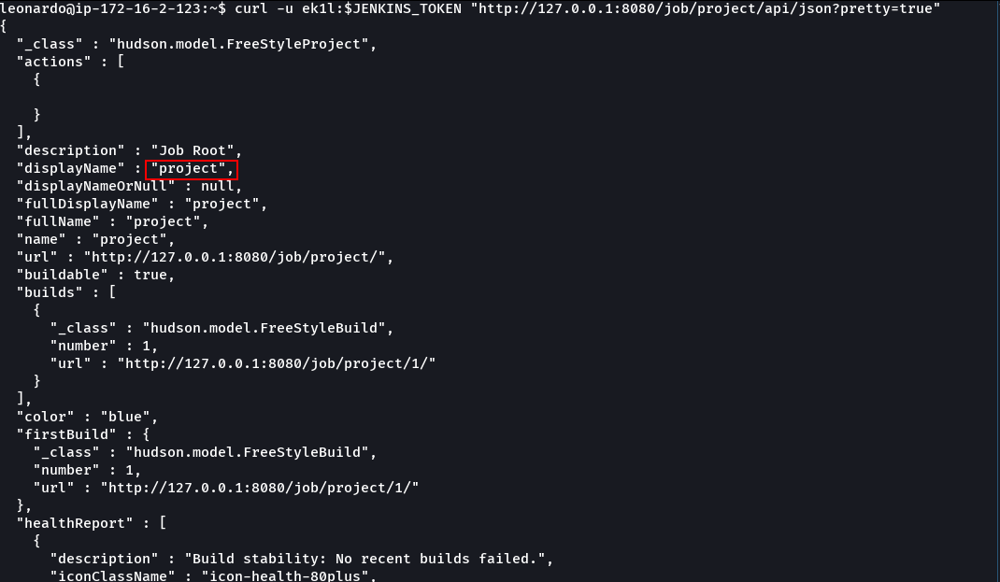 leonardo@ip-172-16-2-123:~$ curl -u ek1l:$JENKINS_TOKEN "http://127.0.0.1:8080/job/project/api/json?pretty=true"
{
  "_class" : "hudson.model.FreeStyleProject",
  "actions" : [
    {

    }
  ],
  "description" : "Job Root",
  "displayName" : "project",
  "displayNameOrNull" : null,
  "fullDisplayName" : "project",
  "fullName" : "project",
  "name" : "project",
  "url" : "http://127.0.0.1:8080/job/project/",
  "buildable" : true,
  "builds" : [
    {
      "_class" : "hudson.model.FreeStyleBuild",
      "number" : 1,
      "url" : "http://127.0.0.1:8080/job/project/1/"
    }
  ],
  "color" : "blue",
  "firstBuild" : {
    "_class" : "hudson.model.FreeStyleBuild",
    "number" : 1,
    "url" : "http://127.0.0.1:8080/job/project/1/"
  },
  "healthReport" : [
    {
      "description" : "Build stability: No recent builds failed.",
      "iconClassName" : "icon-health-80plus",